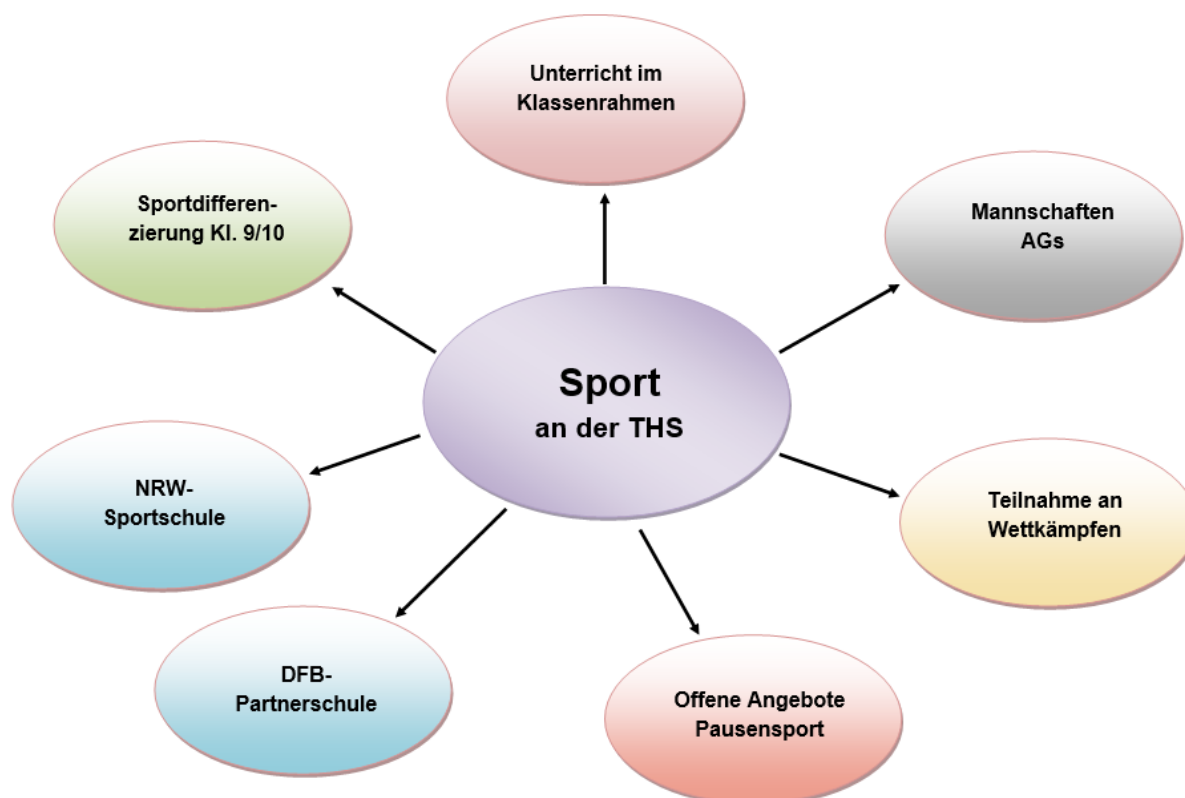 Unterricht im
Klassenrahmen
Sportdifferen-
zierung Kl. 9/10
Mannschaften
AGs
Sport
an der THS
NRW-
Sportschule
Teilnahme an
Wettkämpfen
DFB-
Partnerschule
Offene Angebote
Pausensport